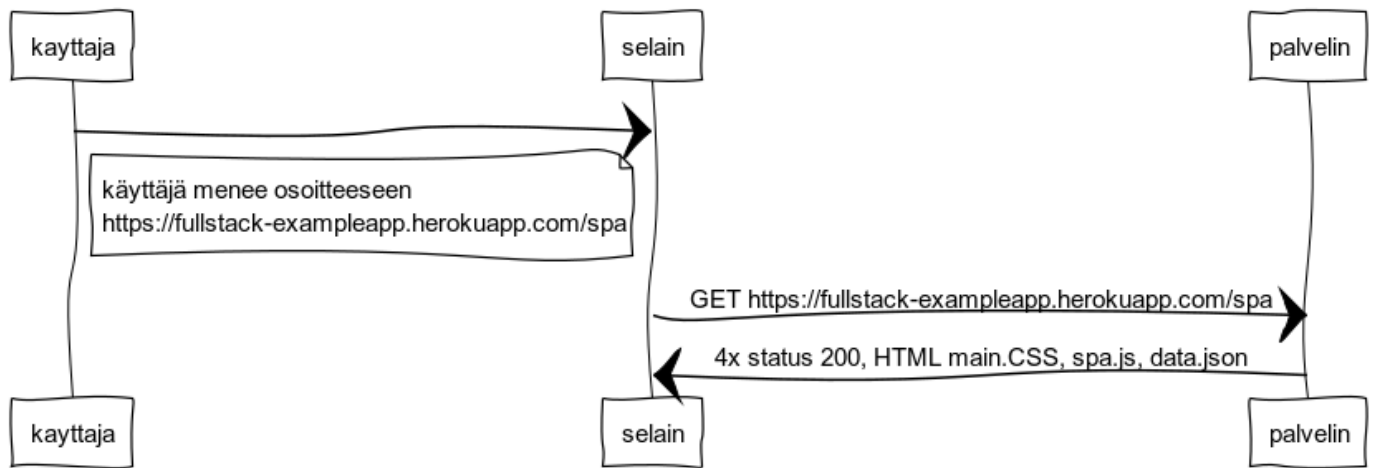 kayttaja
selain
palvelin
käyttäjä menee osoitteeseen
https://fullstack-exampleapp.herokuapp.com/spa
GET https://fullstack-exampleapp.herokuapp.com/spa
4x status 200, HTML main.CSS, spa.js, data.json
kayttaja
selain
palvelin